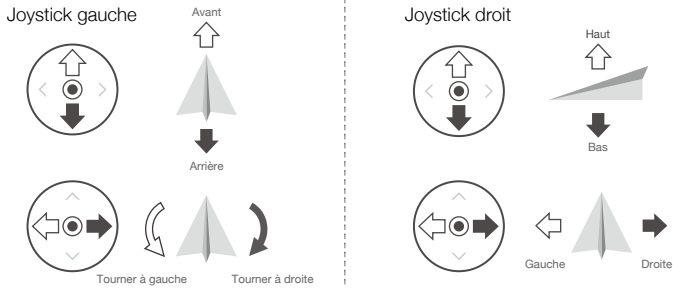 Joystick gauche
Avant
Arrière
Tourner à gauche
Tourner à droite
Joystick droit
Haut
Bas
Gauche
Droite